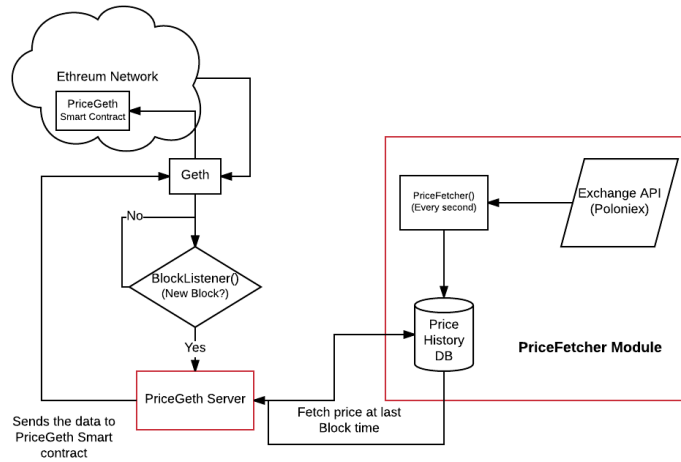 Ethreum Network
PriceGeth
Smart Contract
Geth
No
BlockListener()
(New Block?)
Yes
PriceGeth Server
Sends the data to
PriceGeth Smart
contract
Fetch price at last
Block time
PriceFetcher()
(Every second)
Exchange API
(Poloniex)
Price
History
DB
PriceFetcher Module